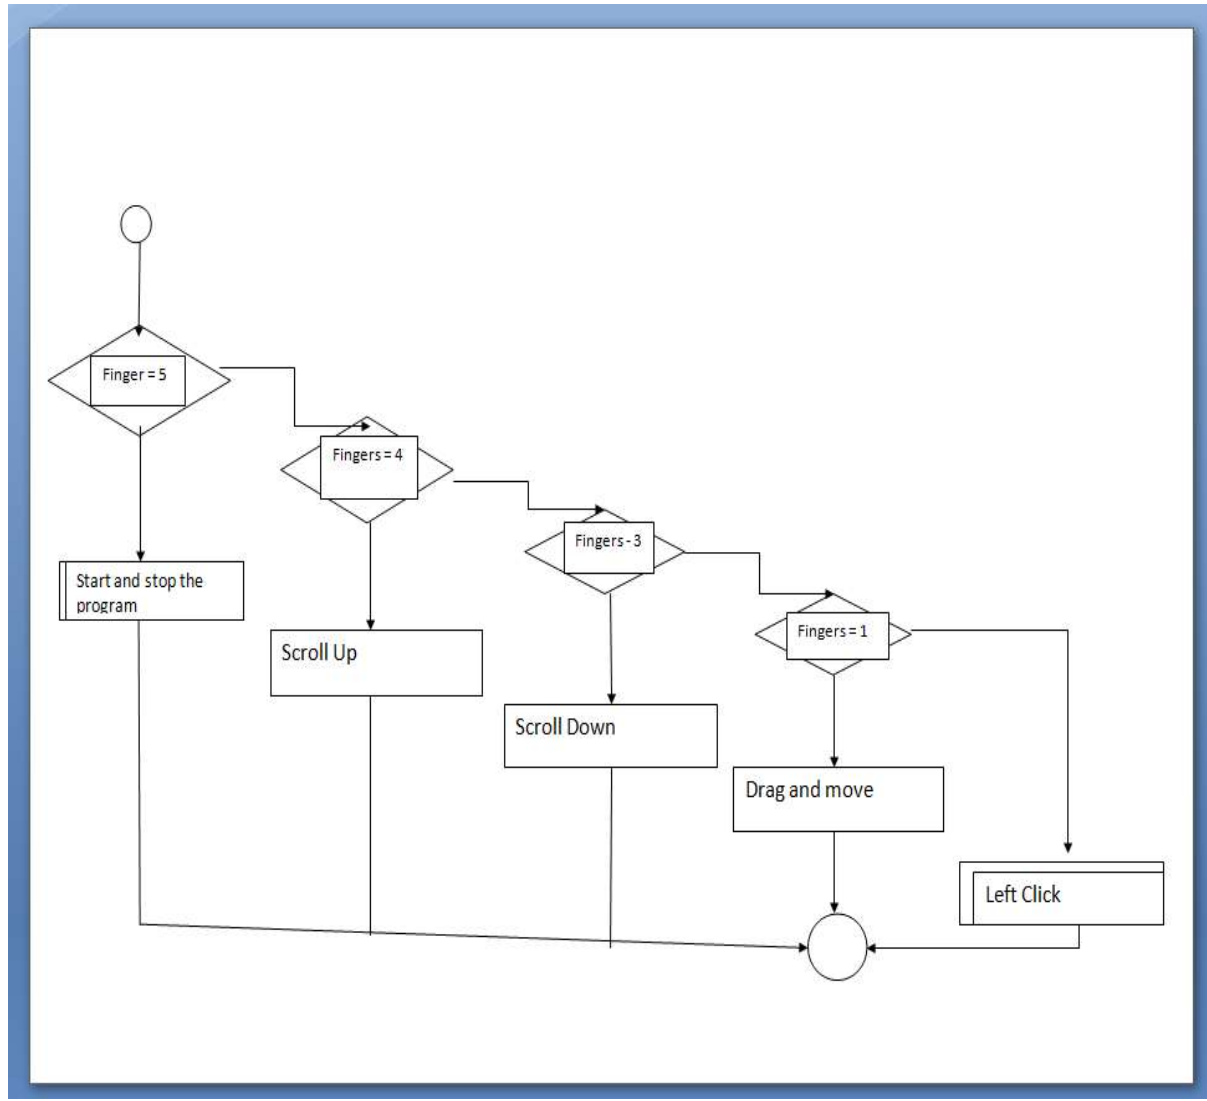 Finger = 5
Fingers = 4
Fingers - 3
Fingers = 1
Start and stop the
program
Scroll Up
Scroll Down
Drag and move
Left Click